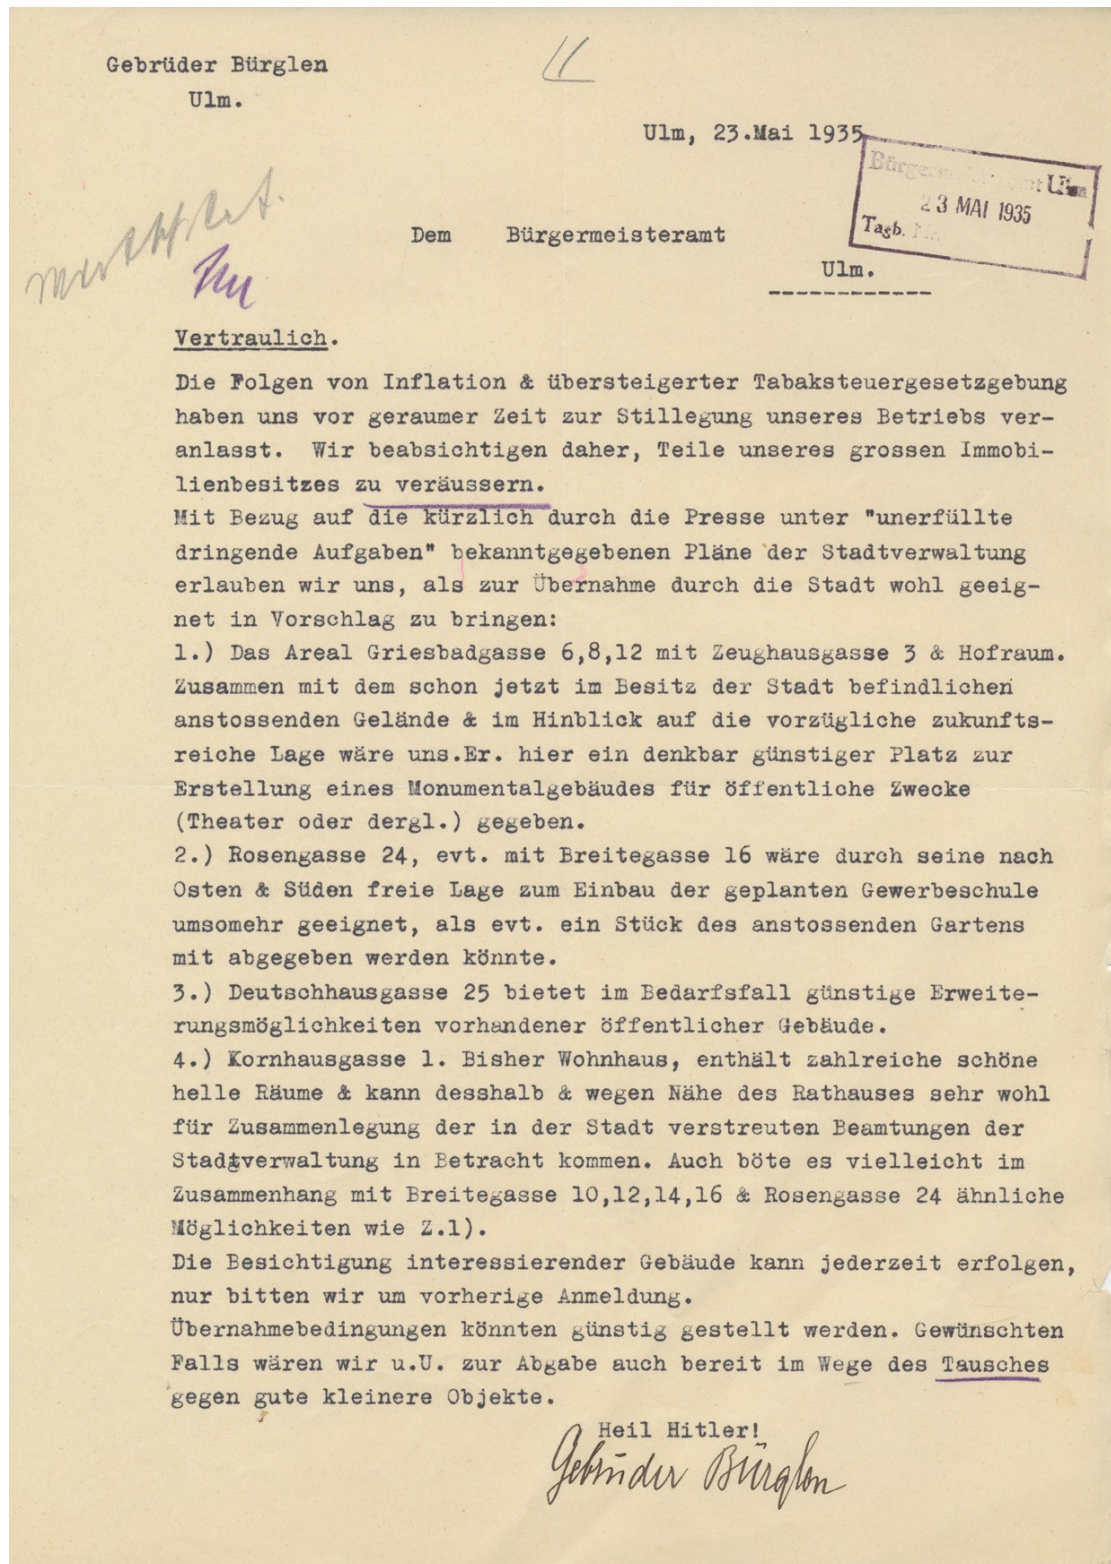 Gebrüder Bürglen
Ulm.
Ulm, 23.Mai 1935
Ulm
23 MAI 1935
Tagb. Nr.
Dem Bürgermeisteramt
Ulm.
Vertraulich.
Die Folgen von Inflation & übersteigerter Tabaksteuergesetzgebung
haben uns vor geraumer Zeit zur Stillegung unseres Betriebs ver-
anlasst. Wir beabsichtigen daher, Teile unseres grossen Immobi-
lienbesitzes zu veräussern.
Mit Bezug auf die kürzlich durch die Presse unter "unerfüllte
dringende Aufgaben" bekanntgegebenen Pläne der Stadtverwaltung
erlauben wir uns, als zur Übernahme durch die Stadt wohl geeig-
net in Vorschlag zu bringen:
1.) Das Areal Griesbadgasse 6,8,12 mit Zeughausgasse 3 & Hofraum.
Zusammen mit dem schon jetzt im Besitz der Stadt befindlichen
anstossenden Gelände & im Hinblick auf die vorzügliche zukunfts-
reiche Lage wäre uns.Er. hier ein denkbar günstiger Platz zur
Erstellung eines Monumentalgebäudes für öffentliche Zwecke
(Theater oder dergl.) gegeben.
2.) Rosengasse 24, evt. mit Breitegasse 16 wäre durch seine nach
Osten & Süden freie Lage zum Einbau der geplanten Gewerbeschule
umsomehr geeignet, als evt. ein Stück des anstossenden Gartens
mit abgegeben werden könnte.
3.) Deutschhausgasse 25 bietet im Bedarfsfall günstige Erweite-
rungsmöglichkeiten vorhandener öffentlicher Gebäude.
4.) Kornhausgasse 1. Bisher Wohnhaus, enthält zahlreiche schöne
helle Räume & kann desshalb & wegen Nähe des Rathauses sehr wohl
für Zusammenlegung der in der Stadt verstreuten Beamtungen der
Stadtverwaltung in Betracht kommen. Auch böte es vielleicht im
Zusammenhang mit Breitegasse 10,12,14,16 & Rosengasse 24 ähnliche
Möglichkeiten wie Z.1).
Die Besichtigung interessierender Gebäude kann jederzeit erfolgen,
nur bitten wir um vorherige Anmeldung.
Übernahmebedingungen könnten günstig gestellt werden. Gewünschten
Falls wären wir u.U. zur Abgabe auch bereit im Wege des Tausches
gegen gute kleinere Objekte.
Heil Hitler!
Gebrüder Bürglen